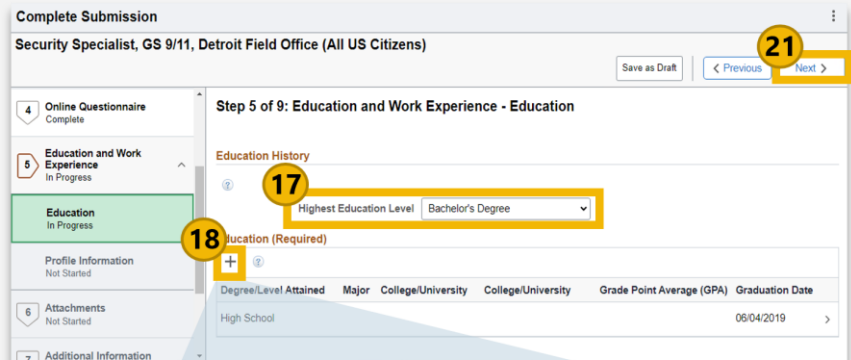 Complete Submission
Security Specialist, GS 9/11, Detroit Field Office (All US Citizens)
21
Save as Draft
Previous
Next
4 Online Questionnaire
Complete
5 Education and Work
Experience
In Progress
Education
In Progress
Profile Information
Not Started
6 Attachments
Not Started
7 Additional Information
Step 5 of 9: Education and Work Experience - Education
Education History
?
17
Highest Education Level Bachelor's Degree
18
Education (Required)
+ ?
Degree/Level Attained Major College/University College/University Grade Point Average (GPA) Graduation Date
High School 06/04/2019